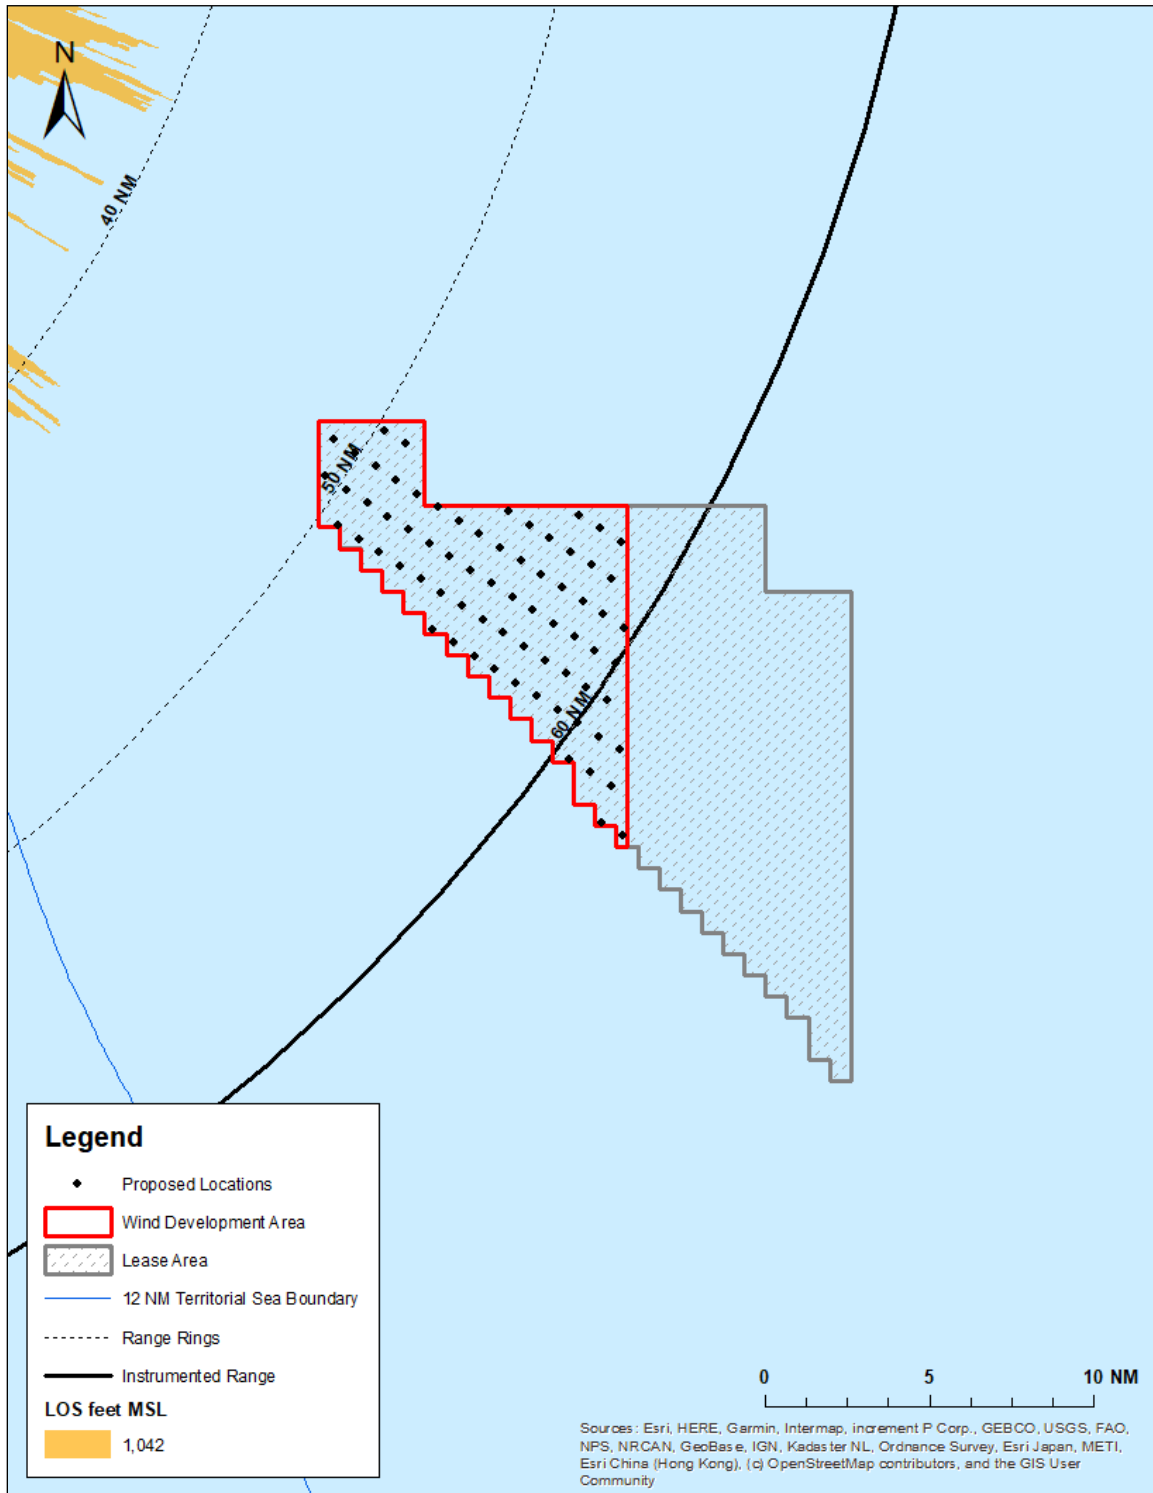 N
40 NM
50 NM
60 NM
Legend
Proposed Locations
Wind Development Area
Lease Area
12 NM Territorial Sea Boundary
Range Rings
Instrumented Range
LOS feet MSL
1,042
0 5 10 NM
Sources: Esri, HERE, Garmin, Intermap, increment P Corp., GEBCO, USGS, FAO,
NPS, NRCAN, GeoBase, IGN, Kadaster NL, Ordnance Survey, Esri Japan, METI,
Esri China (Hong Kong), (c) OpenStreetMap contributors, and the GIS User
Community